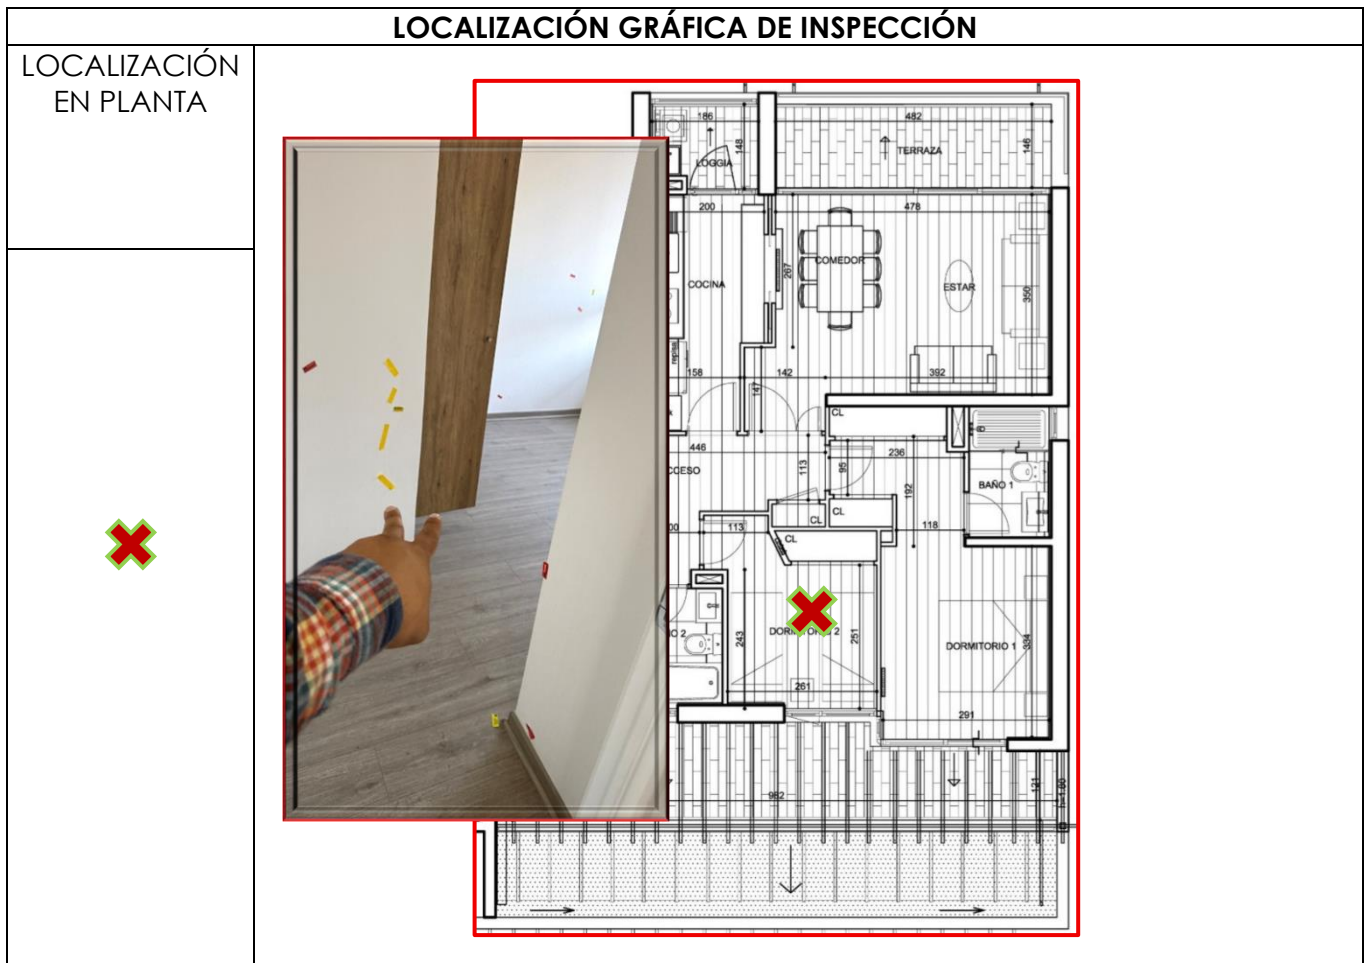 LOCALIZACIÓN GRÁFICA DE INSPECCIÓN
LOCALIZACIÓN
EN PLANTA
186
482
148
146
LOGGIA
TERRAZA
200
478
COMEDOR
267
COCINA
ESTAR
350
repisa
158
142
392
147
CL
446
236
113
95
192
BAÑO 1
CL
CL
113
118
CL
243
251
334
DORMITORIO 1
261
291
982
121